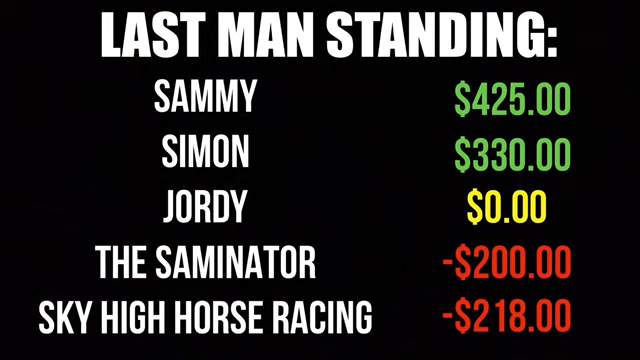 LAST MAN STANDING:
SAMMY $425.00
SIMON $330.00
JORDY $0.00
THE SAMINATOR -$200.00
SKY HIGH HORSE RACING -$218.00